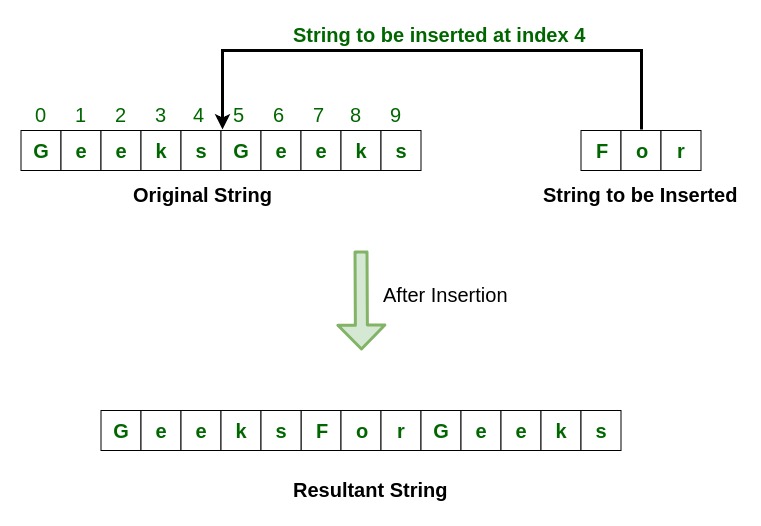 String to be inserted at index 4
0 1 2 3 4 5 6 7 8 9
G e e k s G e e k s
F o r
Original String
String to be Inserted
After Insertion
G e e k s F o r G e e k s
Resultant String